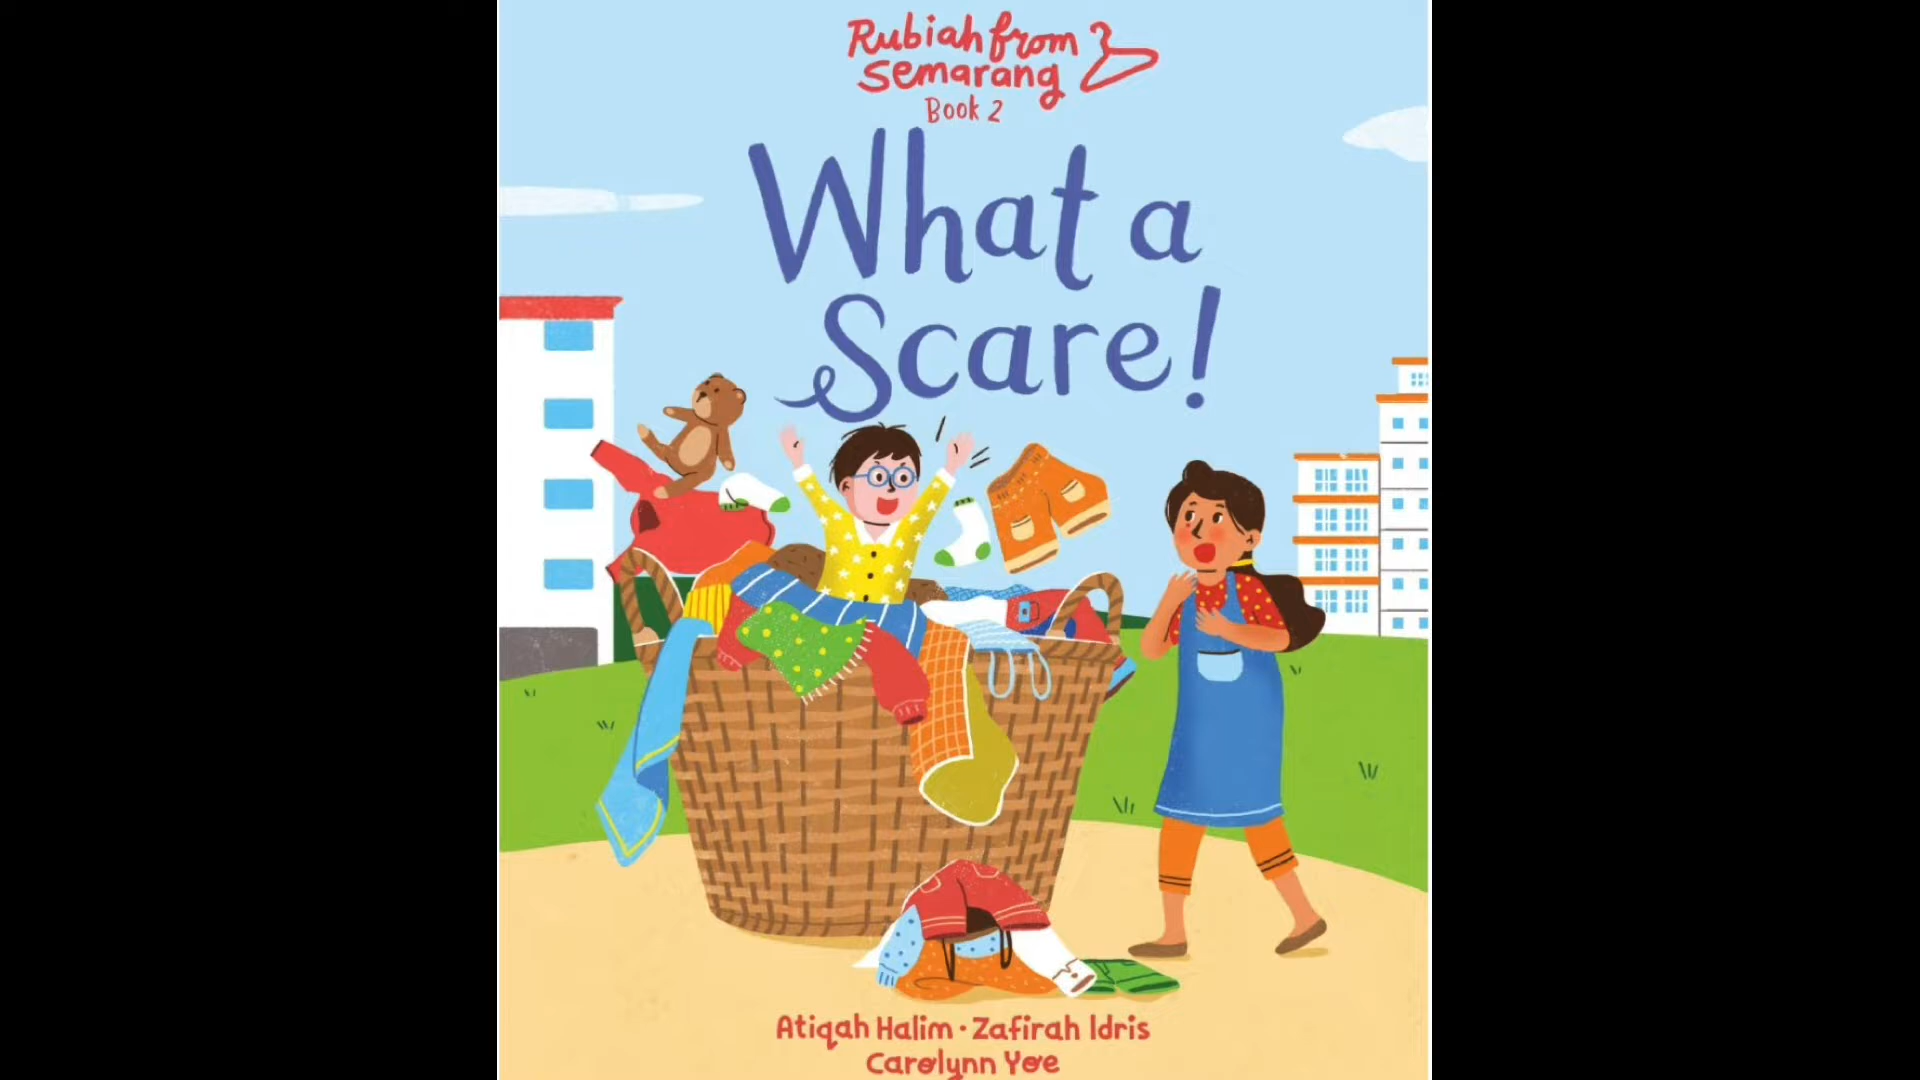 Rubiah from
Semarang
Book 2
What a
Scare!
Atiqah Halim · Zafirah Idris
Carolynn Yoe